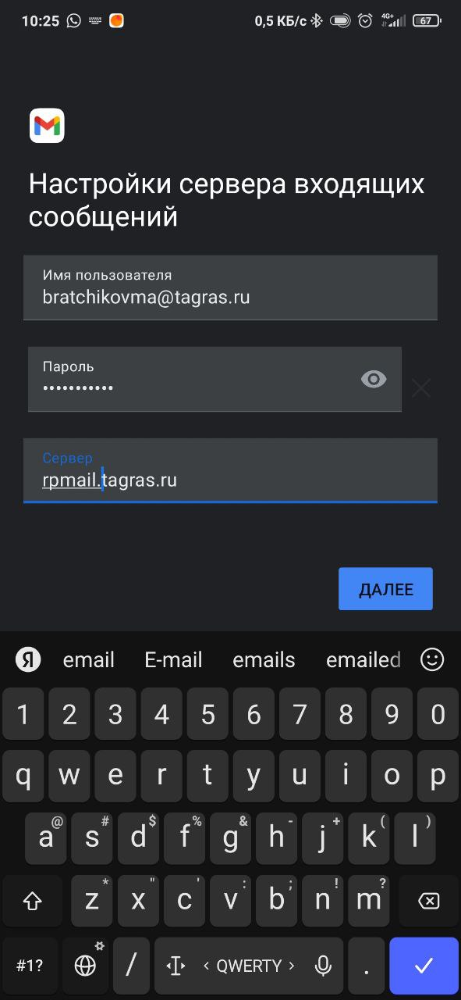 10:25 0,5 КБ/с 4G+ 67
Настройки сервера входящих
сообщений
Имя пользователя
bratchikovma@tagras.ru
Пароль
•••••••••••
Сервер
rpmail.tagras.ru
ДАЛЕЕ
Я email E-mail emails emailed
1 2 3 4 5 6 7 8 9 0
q w e r t y u i o p
@ # $ % & - + ( )
a s d f g h j k l
* " ' : ; ! ?
z x c v b n m
#1? / < QWERTY > .